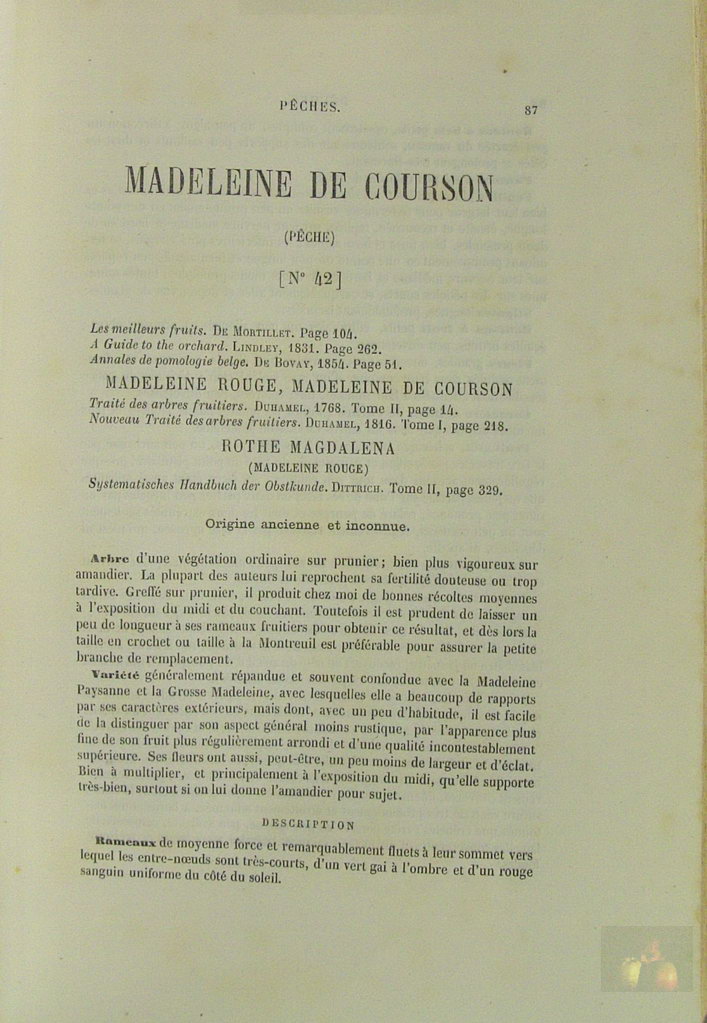 PÊCHES.
87
MADELEINE DE COURSON
(PÊCHE)
[N° 42]
Les meilleurs fruits. DE MORTILLET. Page 104.
A Guide to the orchard. LINDLEY, 1831. Page 262.
Annales de pomologie belge. DE BOVAY, 1854. Page 51.
MADELEINE ROUGE, MADELEINE DE COURSON
Traité des arbres fruitiers. DUHAMEL, 1768. Tome II, page 14.
Nouveau Traité des arbres fruitiers. DUHAMEL, 1816. Tome I, page 218.
ROTHE MAGDALENA
(MADELEINE ROUGE)
Systematisches Handbuch der Obstkunde. DITTRICH. Tome II, page 329.
Origine ancienne et inconnue.
Arbre d'une végétation ordinaire sur prunier; bien plus vigoureux sur
amandier. La plupart des auteurs lui reprochent sa fertilité douteuse ou trop
tardive. Greffé sur prunier, il produit chez moi de bonnes récoltes moyennes
à l'exposition du midi et du couchant. Toutefois il est prudent de laisser un
peu de longueur à ses rameaux fruitiers pour obtenir ce résultat, et dès lors la
taille en crochet ou taille à la Montreuil est préférable pour assurer la petite
branche de remplacement.
Variété généralement répandue et souvent confondue avec la Madeleine
Paysanne et la Grosse Madeleine, avec lesquelles elle a beaucoup de rapports
par ses caractères extérieurs, mais dont, avec un peu d'habitude, il est facile
de la distinguer par son aspect général moins rustique, par l'apparence plus
fine de son fruit plus régulièrement arrondi et d'une qualité incontestablement
supérieure. Ses fleurs ont aussi, peut-être, un peu moins de largeur et d'éclat.
Bien à multiplier, et principalement à l'exposition du midi, qu'elle supporte
très-bien, surtout si on lui donne l'amandier pour sujet.
DESCRIPTION
Rameaux de moyenne force et remarquablement fluets à leur sommet vers
lequel les entre-nœuds sont très-courts, d'un vert gai à l'ombre et d'un rouge
sanguin uniforme du côté du soleil.